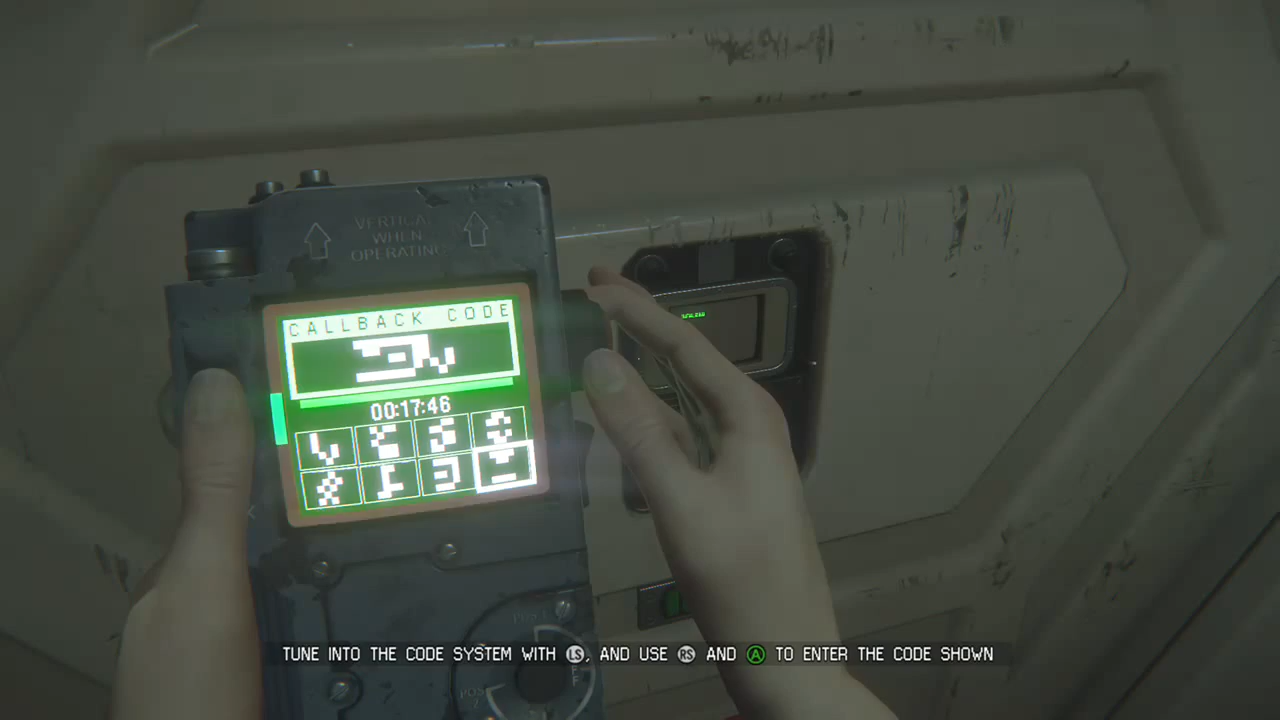 VERTICAL
WHEN
OPERATING
CALLBACK CODE
00:17:46
TUNE INTO THE CODE SYSTEM WITH LS, AND USE RS AND A TO ENTER THE CODE SHOWN